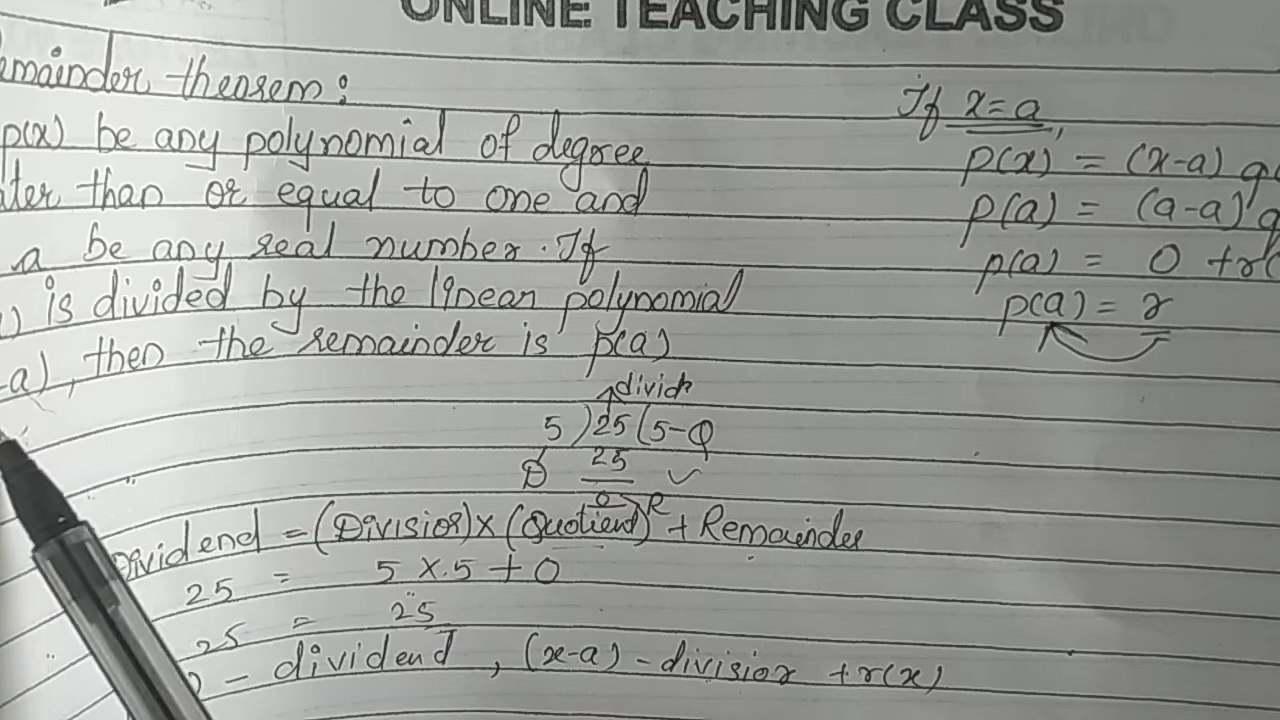 ONLINE TEACHING CLASS
emainder theorem:
p(x) be any polynomial of degree
ater than or equal to one and
a be any real number. If
) is divided by the linear polynomial
-a), then the remainder is p(a)
If x=a,
p(x) = (x-a) q
p(a) = (a-a) q
p(a) = 0 + r(
p(a) = r
divid
5 ) 25 ( 5-Q
D 25 ✓
0 R
Dividend = (Divisior) × (Quotient) + Remainder
25 = 5 × 5 + 0
25 = 25
- dividend, (x-a) - divisior + r(x)